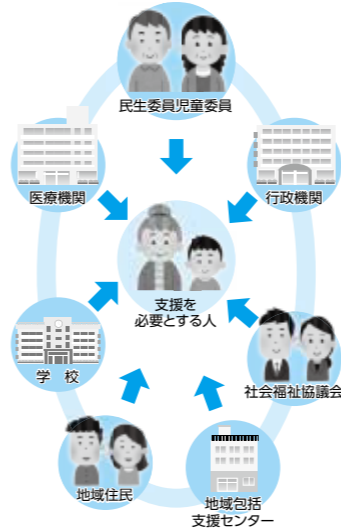 民生委員児童委員
医療機関
行政機関
支援を
必要とする人
学　校
社会福祉協議会
地域住民
地域包括
支援センター